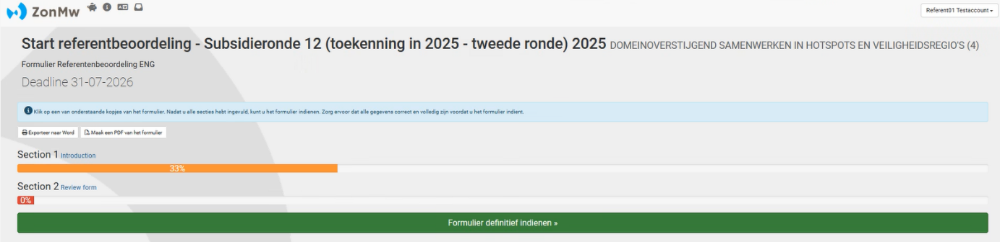 ZonMw
Referent01 Testaccount
Start referentbeoordeling - Subsidieronde 12 (toekenning in 2025 - tweede ronde) 2025 DOMEINOVERSTIJGEND SAMENWERKEN IN HOTSPOTS EN VEILIGHEIDSREGIO'S (4)
Formulier Referentenbeoordeling ENG
Deadline 31-07-2026
Klik op een van onderstaande kopjes van het formulier. Nadat u alle secties hebt ingevuld, kunt u het formulier indienen. Zorg ervoor dat alle gegevens correct en volledig zijn voordat u het formulier indient.
Exporteer naar Word Maak een PDF van het formulier
Section 1 Introduction
33%
Section 2 Review form
0%
Formulier definitief indienen »